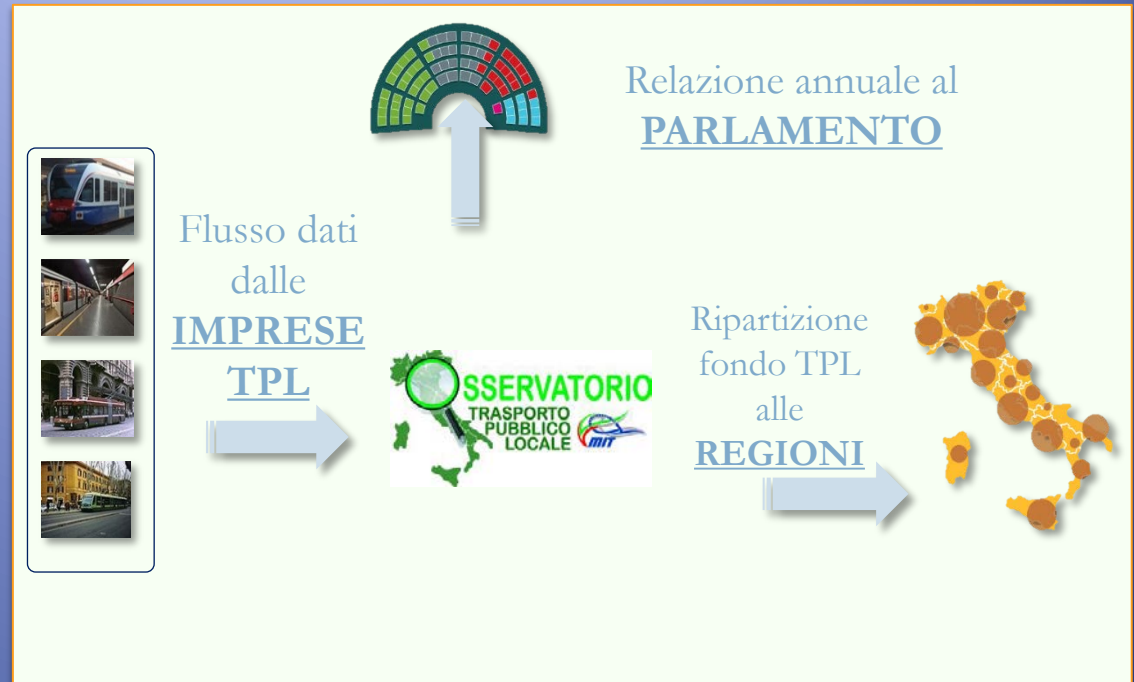 Relazione annuale al
PARLAMENTO
Flusso dati
dalle
IMPRESE
TPL
OSSERVATORIO
TRASPORTO
PUBBLICO
LOCALE
MIT
Ripartizione
fondo TPL
alle
REGIONI